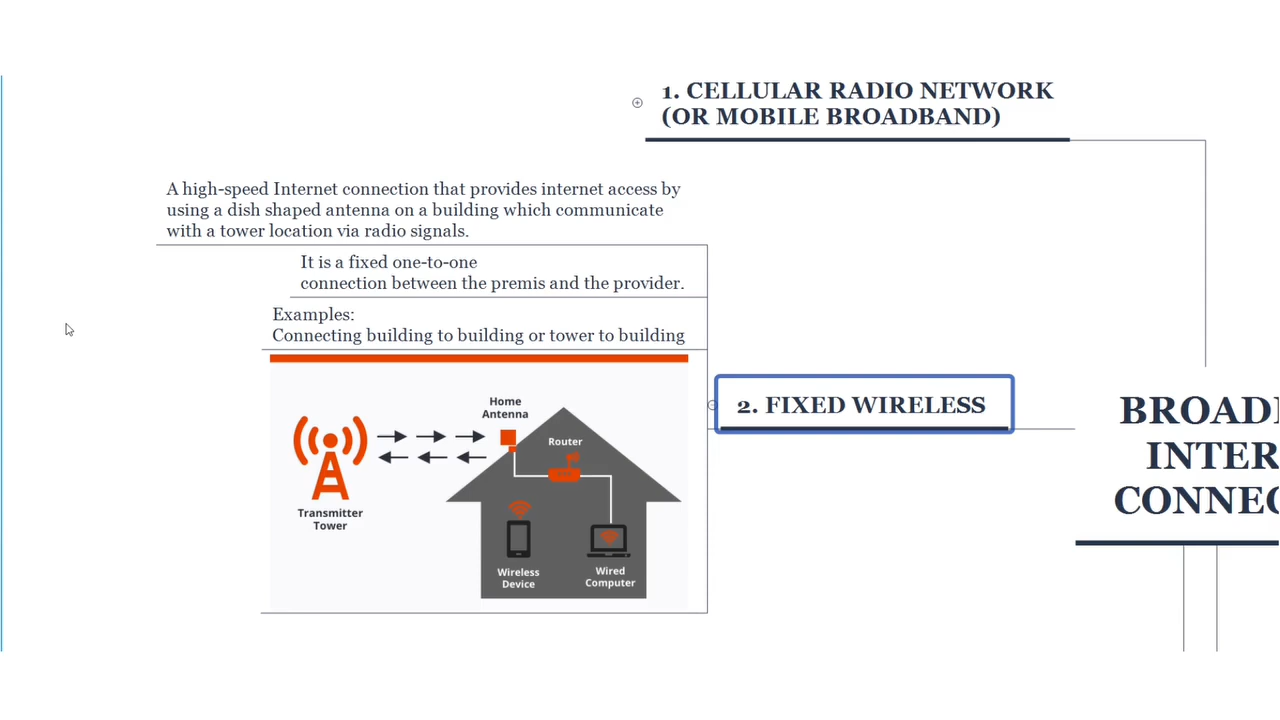 1. CELLULAR RADIO NETWORK
(OR MOBILE BROADBAND)
A high-speed Internet connection that provides internet access by
using a dish shaped antenna on a building which communicate
with a tower location via radio signals.
It is a fixed one-to-one
connection between the premis and the provider.
Examples:
Connecting building to building or tower to building
2. FIXED WIRELESS
Home
Antenna
Router
Transmitter
Tower
Wireless
Device
Wired
Computer